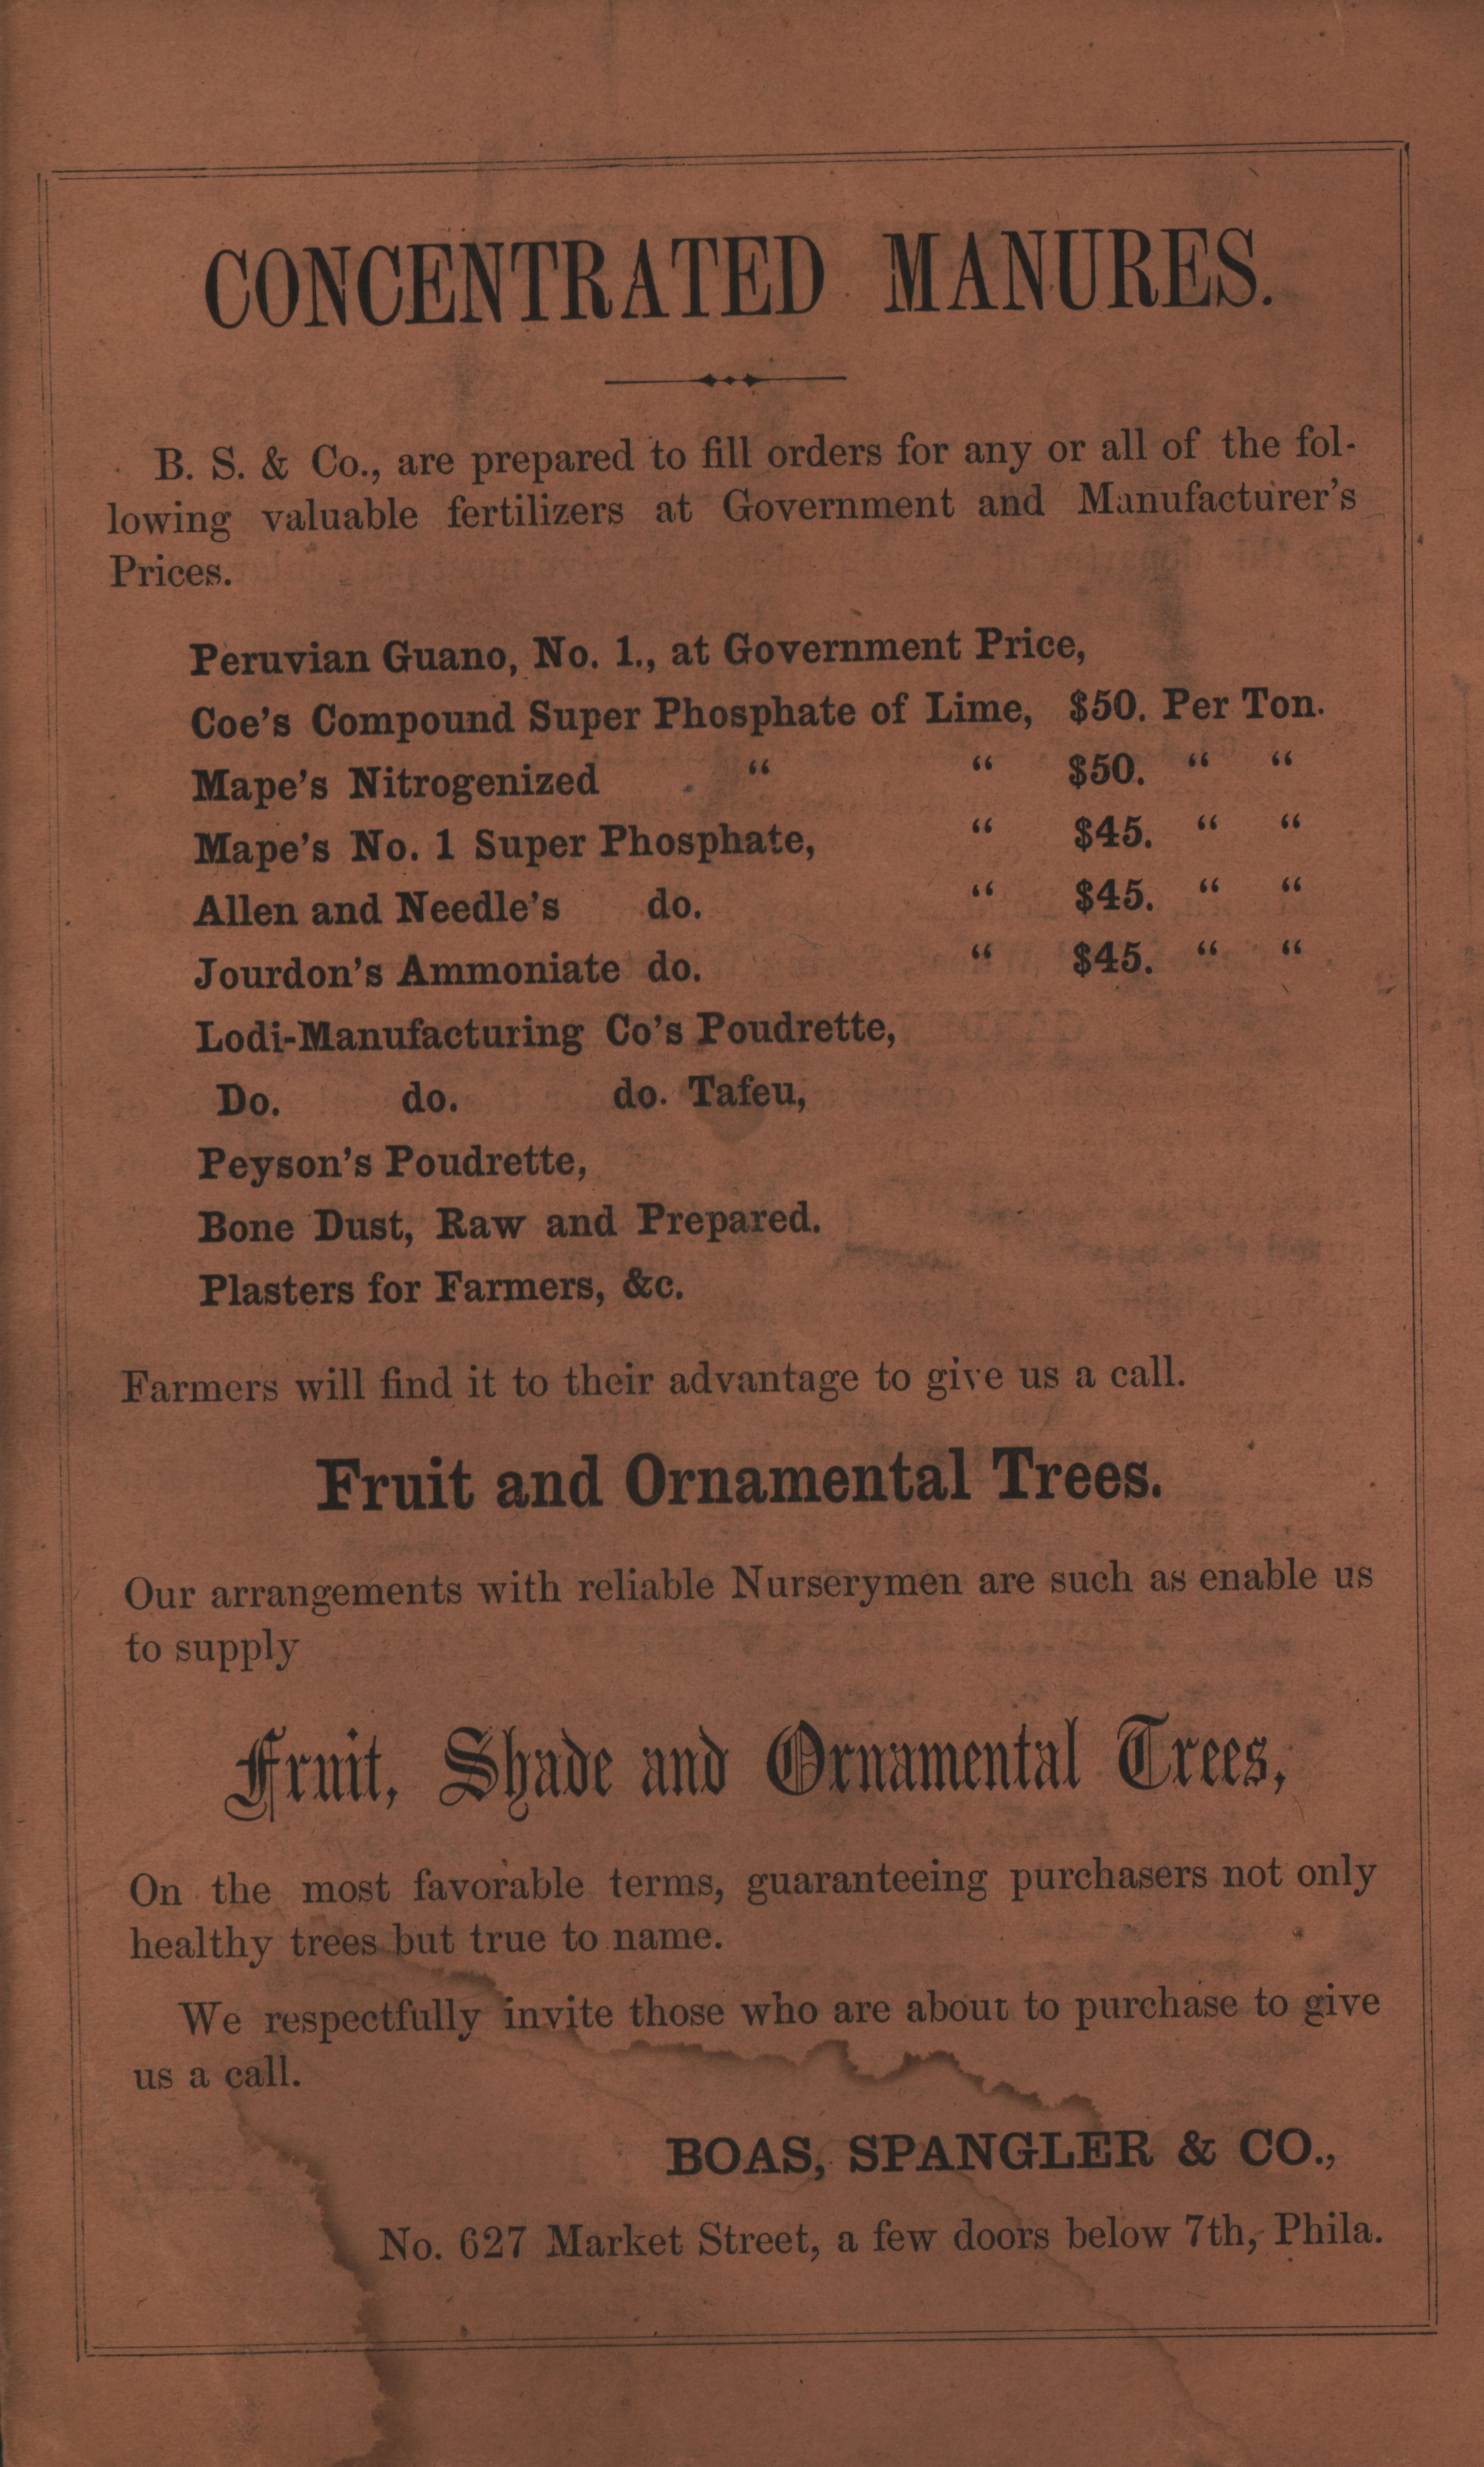 CONCENTRATED MANURES.
B. S. & Co., are prepared to fill orders for any or all of the fol-
lowing valuable fertilizers at Government and Manufacturer's
Prices.
Peruvian Guano, No. 1., at Government Price,
Coe's Compound Super Phosphate of Lime, $50. Per Ton.
Mape's Nitrogenized “ “ $50. “ “
Mape's No. 1 Super Phosphate, “ $45. “ “
Allen and Needle's do. “ $45. “ “
Jourdon's Ammoniate do. “ $45. “ “
Lodi-Manufacturing Co's Poudrette,
Do. do. do. Tafeu,
Peyson's Poudrette,
Bone Dust, Raw and Prepared.
Plasters for Farmers, &c.
Farmers will find it to their advantage to give us a call.
Fruit and Ornamental Trees.
Our arrangements with reliable Nurserymen are such as enable us
to supply
Fruit, Shade and Ornamental Trees,
On the most favorable terms, guaranteeing purchasers not only
healthy trees but true to name.
We respectfully invite those who are about to purchase to give
us a call.
BOAS, SPANGLER & CO.,
No. 627 Market Street, a few doors below 7th, Phila.